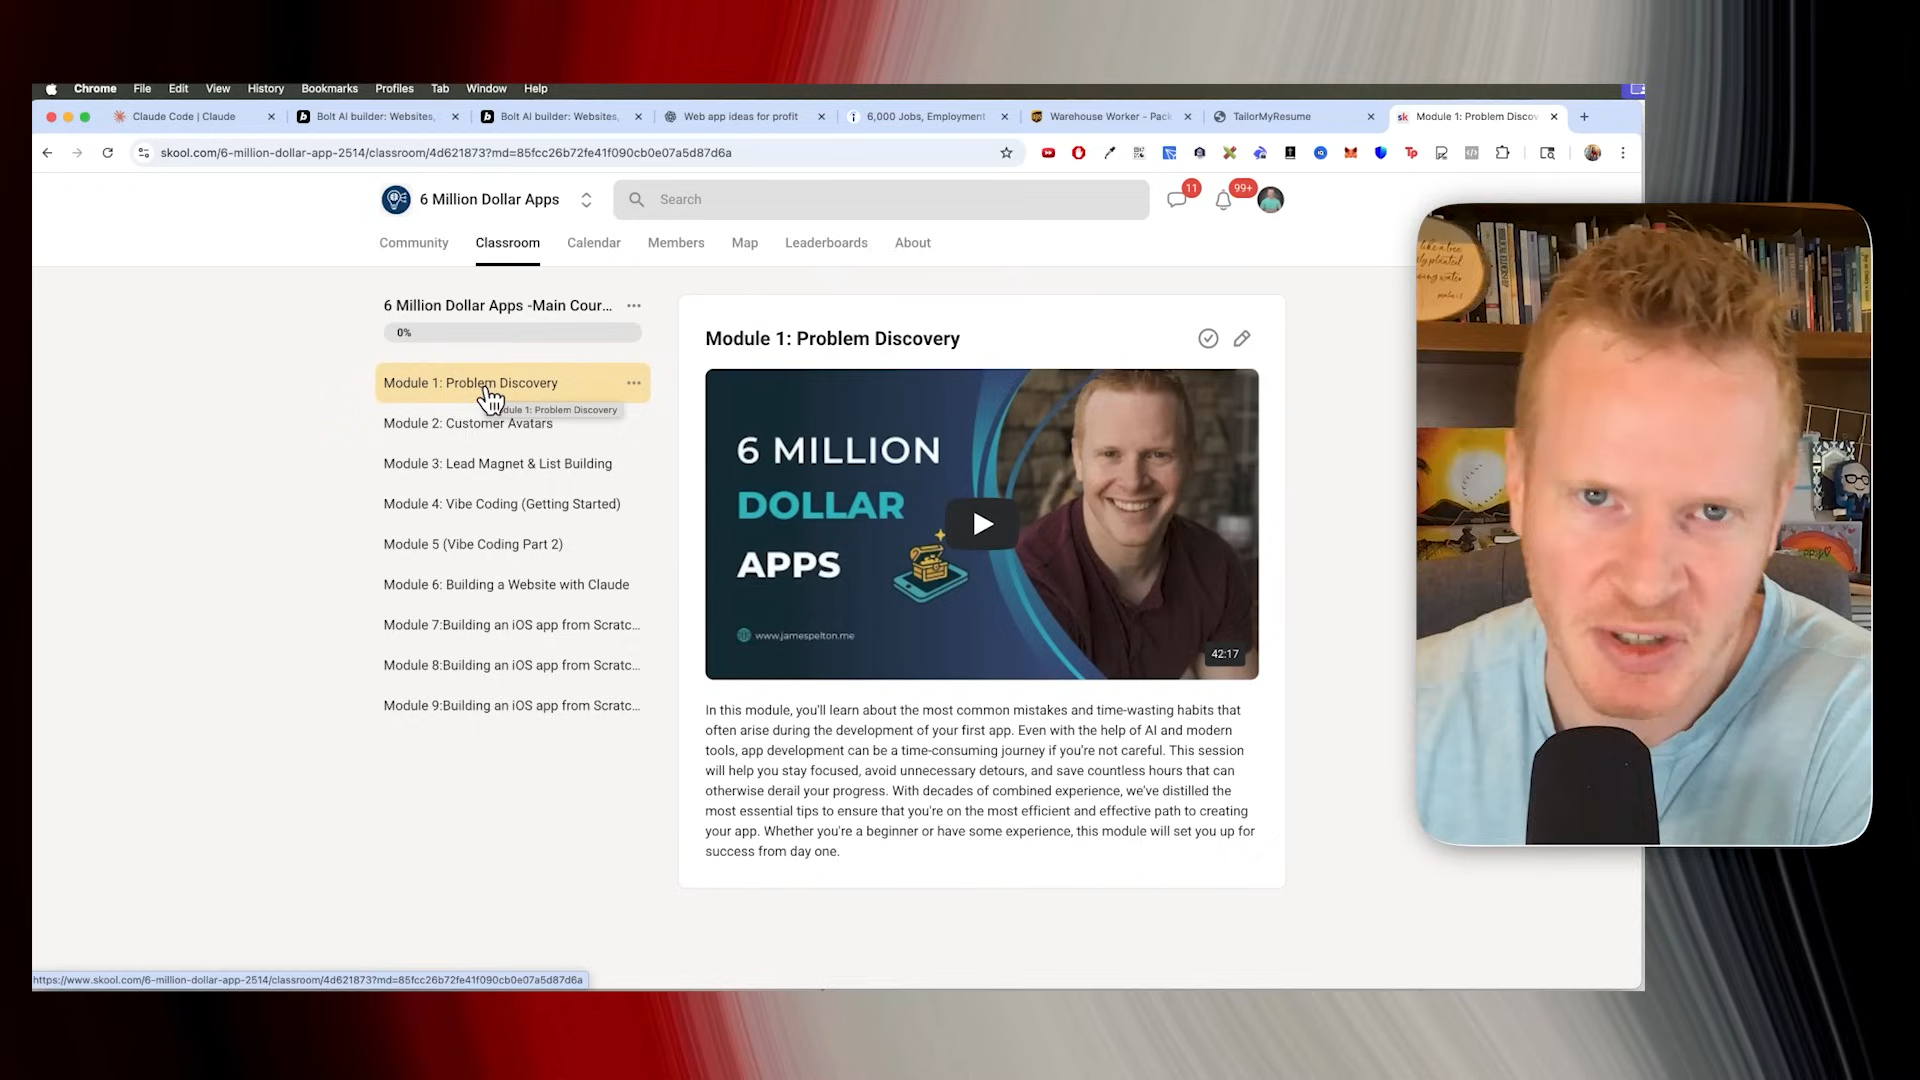 Chrome File Edit View History Bookmarks Profiles Tab Window Help
Claude Code | Claude
Bolt AI builder: Websites,
Bolt AI builder: Websites,
Web app ideas for profit
6,000 Jobs, Employment
Warehouse Worker - Pack
TailorMyResume
Module 1: Problem Discov
skool.com/6-million-dollar-app-2514/classroom/4d621873?md=85fcc26b72fe41f090cb0e07a5d87d6a
6 Million Dollar Apps
Search
11
99+
Community Classroom Calendar Members Map Leaderboards About
6 Million Dollar Apps -Main Cour...
0%
Module 1: Problem Discovery
dule 1: Problem Discovery
Module 2: Customer Avatars
Module 3: Lead Magnet & List Building
Module 4: Vibe Coding (Getting Started)
Module 5 (Vibe Coding Part 2)
Module 6: Building a Website with Claude
Module 7:Building an iOS app from Scratc...
Module 8:Building an iOS app from Scratc...
Module 9:Building an iOS app from Scratc...
Module 1: Problem Discovery
6 MILLION
DOLLAR
APPS
www.jamespelton.me
42:17
In this module, you'll learn about the most common mistakes and time-wasting habits that
often arise during the development of your first app. Even with the help of AI and modern
tools, app development can be a time-consuming journey if you're not careful. This session
will help you stay focused, avoid unnecessary detours, and save countless hours that can
otherwise derail your progress. With decades of combined experience, we've distilled the
most essential tips to ensure that you're on the most efficient and effective path to creating
your app. Whether you're a beginner or have some experience, this module will set you up for
success from day one.
https://www.skool.com/6-million-dollar-app-2514/classroom/4d621873?md=85fcc26b72fe41f090cb0e07a5d87d6a
like a tree
planted
water